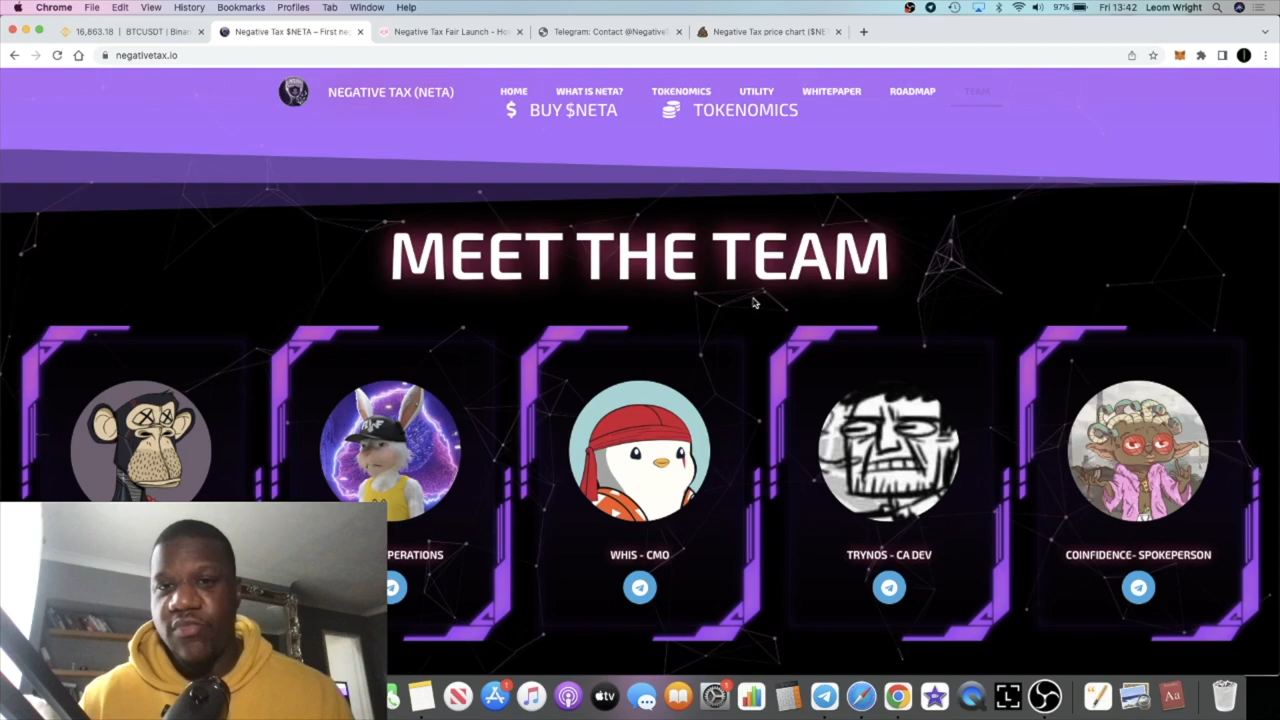 Chrome File Edit View History Bookmarks Profiles Tab Window Help 97% Fri 13:42 Leom Wright
16,863.18 | BTCUSDT | Binan Negative Tax $NETA – First ne Negative Tax Fair Launch - Ho Telegram: Contact @Negative Negative Tax price chart ($NE
negativetax.io
NEGATIVE TAX (NETA) HOME WHAT IS NETA? TOKENOMICS UTILITY WHITEPAPER ROADMAP TEAM
$ BUY $NETA TOKENOMICS
MEET THE TEAM
PERATIONS WHIS - CMO TRYNOS - CA DEV COINFIDENCE- SPOKEPERSON
tv
Aa